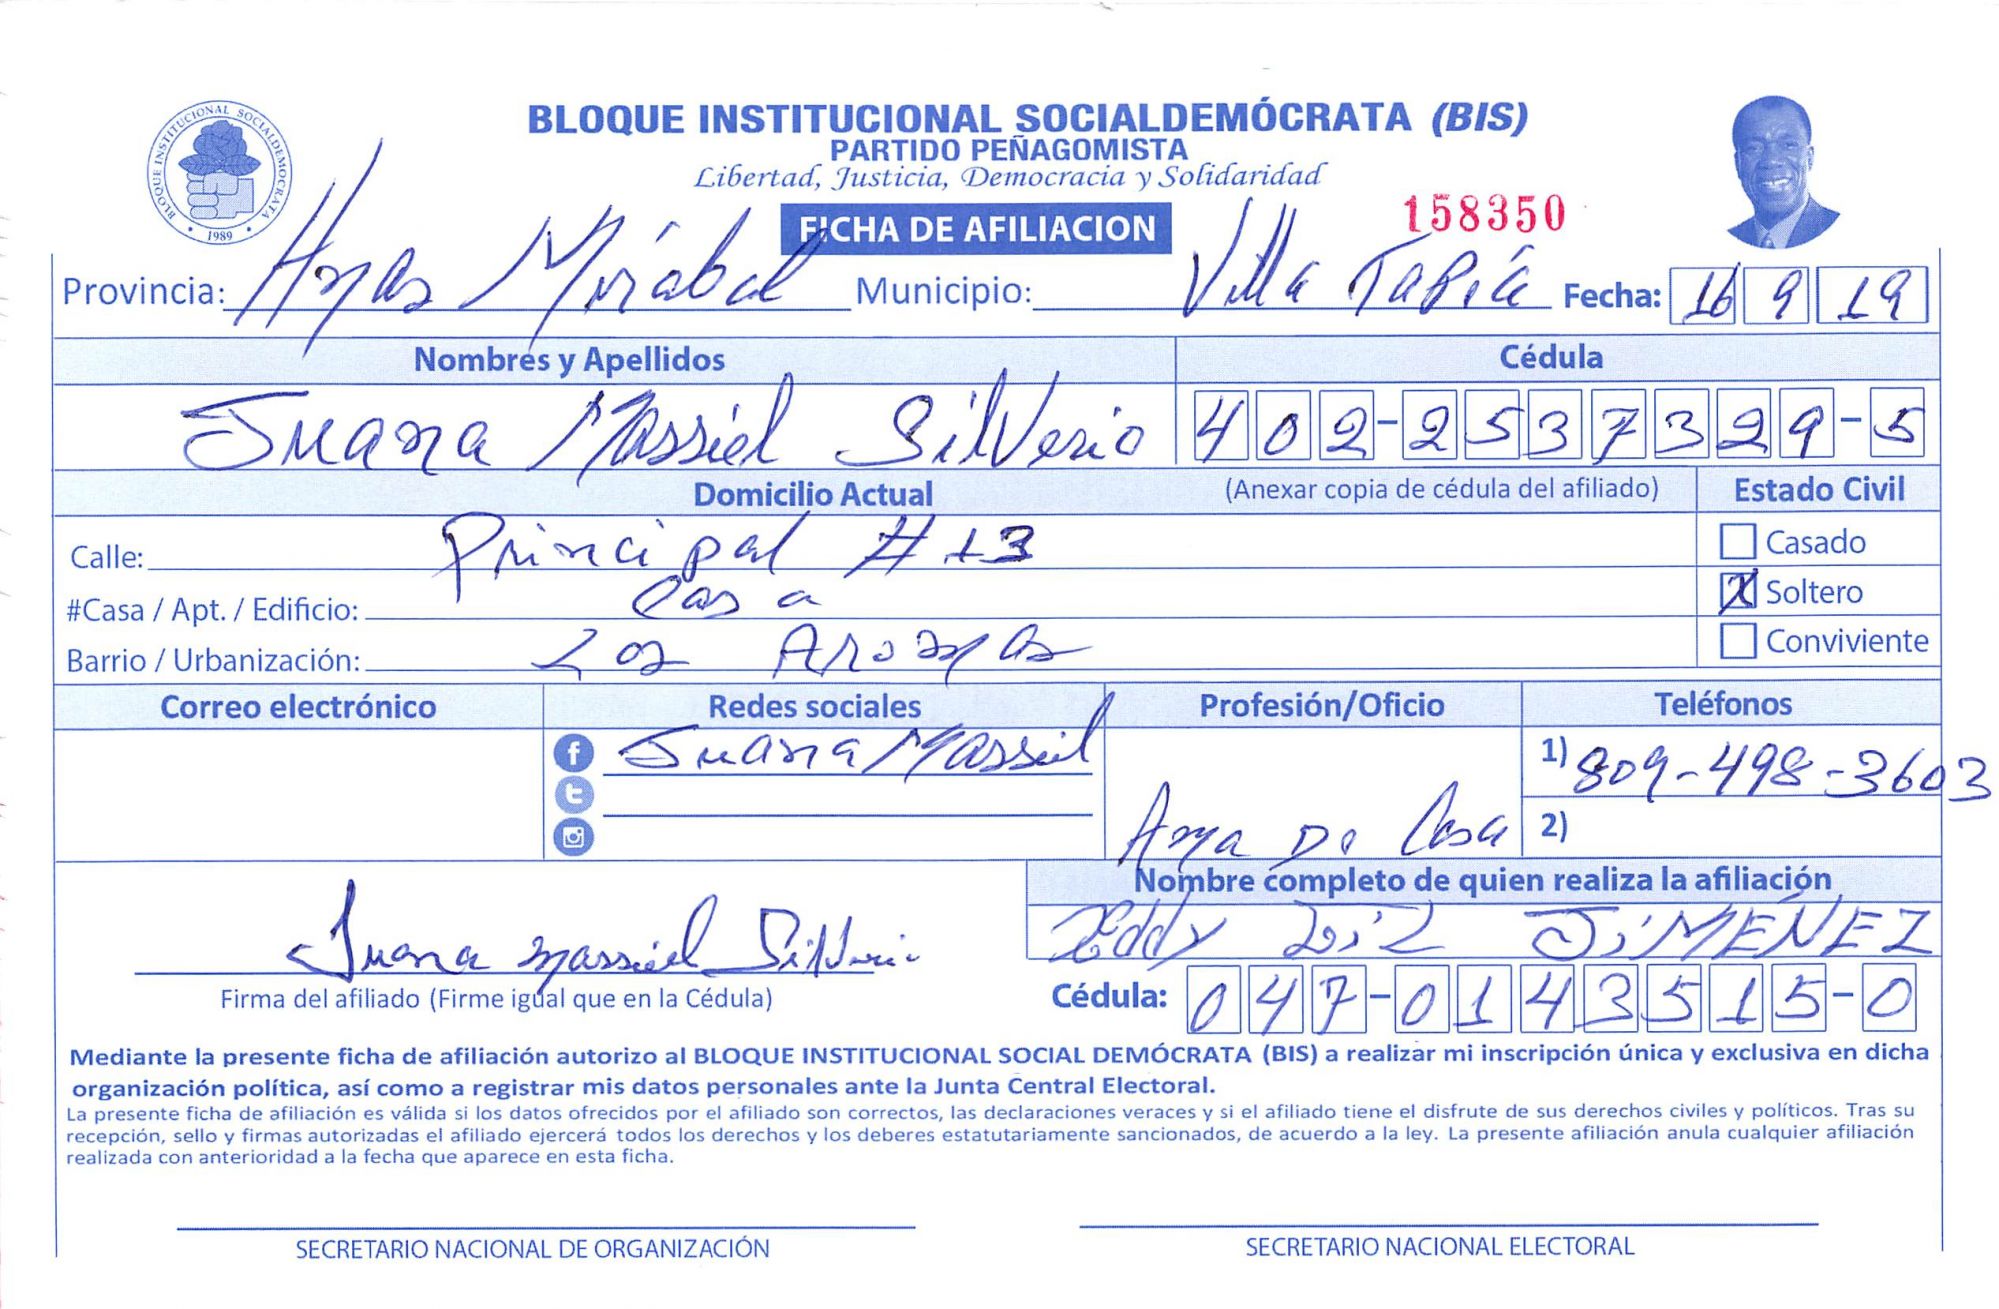 BLOQUE INSTITUCIONAL SOCIALDEMÓCRATA (BIS)
PARTIDO PEÑAGOMISTA
Libertad, Justicia, Democracia y Solidaridad
BLOQUE INSTITUCIONAL SOCIALDEMOCRATA
1989
158350
FICHA DE AFILIACION
Provincia: Hnas Mirabal Municipio: Villa Tapia Fecha: 16 9 19
Nombres y Apellidos Cédula
Juana Massiel Silverio 402-2537329-5
Domicilio Actual (Anexar copia de cédula del afiliado) Estado Civil
Calle: Principal # 13 Casado
#Casa / Apt. / Edificio: Casa X Soltero
Barrio / Urbanización: Los Aromas Conviviente
Correo electrónico Redes sociales Profesión/Oficio Teléfonos
Juana Massiel 1) 809-498-3603
Ama De Casa 2)
Nombre completo de quien realiza la afiliación
Juana massiel Silverio Eddy JiMENEZ
Firma del afiliado (Firme igual que en la Cédula) Cédula: 047-0143515-0
Mediante la presente ficha de afiliación autorizo al BLOQUE INSTITUCIONAL SOCIAL DEMÓCRATA (BIS) a realizar mi inscripción única y exclusiva en dicha
organización política, así como a registrar mis datos personales ante la Junta Central Electoral.
La presente ficha de afiliación es válida si los datos ofrecidos por el afiliado son correctos, las declaraciones veraces y si el afiliado tiene el disfrute de sus derechos civiles y políticos. Tras su
recepción, sello y firmas autorizadas el afiliado ejercerá todos los derechos y los deberes estatutariamente sancionados, de acuerdo a la ley. La presente afiliación anula cualquier afiliación
realizada con anterioridad a la fecha que aparece en esta ficha.
SECRETARIO NACIONAL DE ORGANIZACIÓN SECRETARIO NACIONAL ELECTORAL